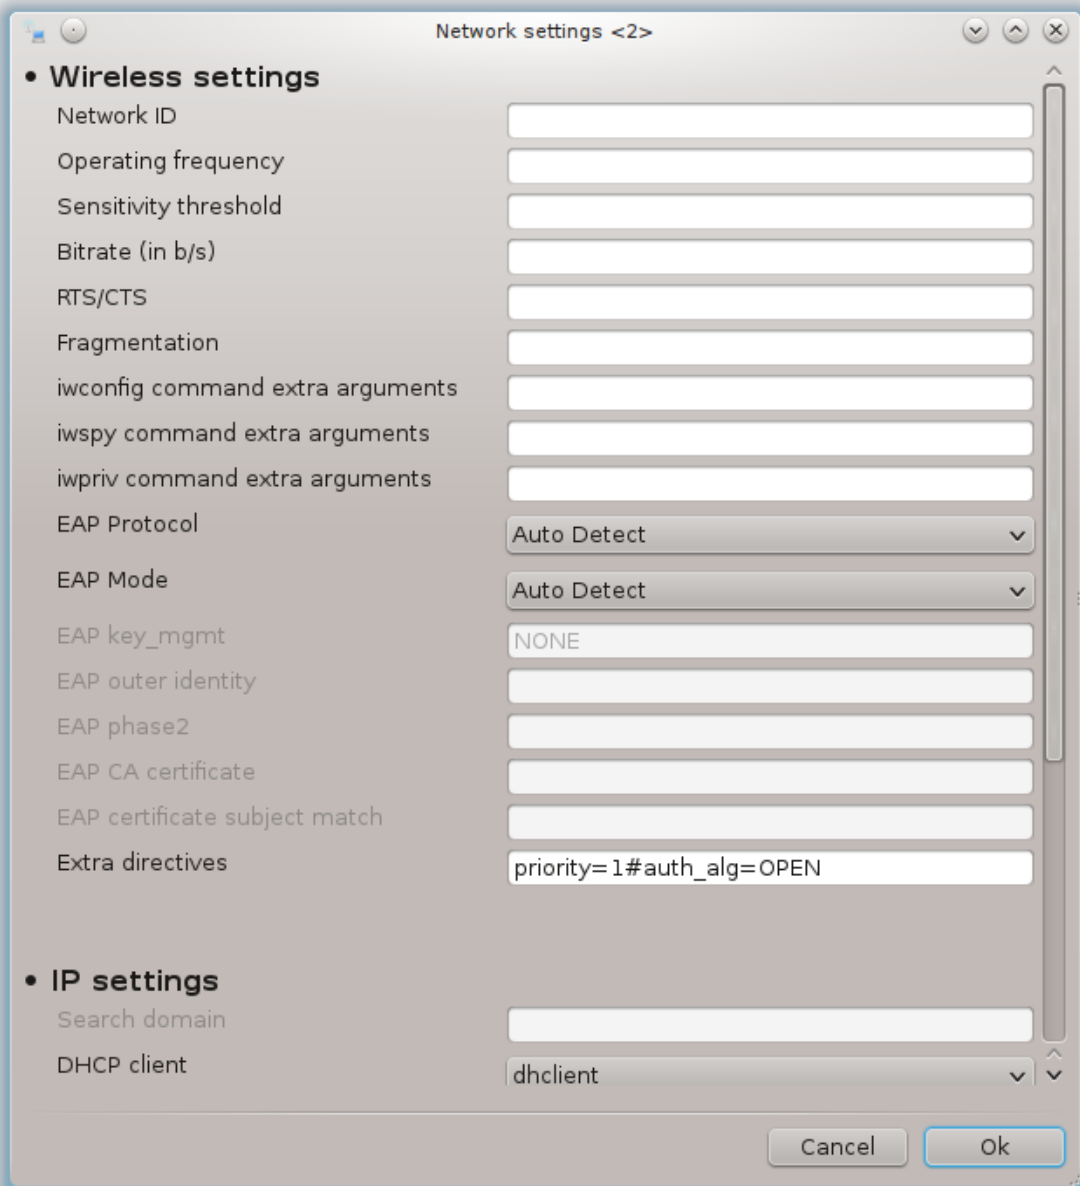 Network settings <2>
• Wireless settings
Network ID
Operating frequency
Sensitivity threshold
Bitrate (in b/s)
RTS/CTS
Fragmentation
iwconfig command extra arguments
iwspy command extra arguments
iwpriv command extra arguments
EAP Protocol Auto Detect
EAP Mode Auto Detect
EAP key_mgmt NONE
EAP outer identity
EAP phase2
EAP CA certificate
EAP certificate subject match
Extra directives priority=1#auth_alg=OPEN
• IP settings
Search domain
DHCP client dhclient
Cancel Ok